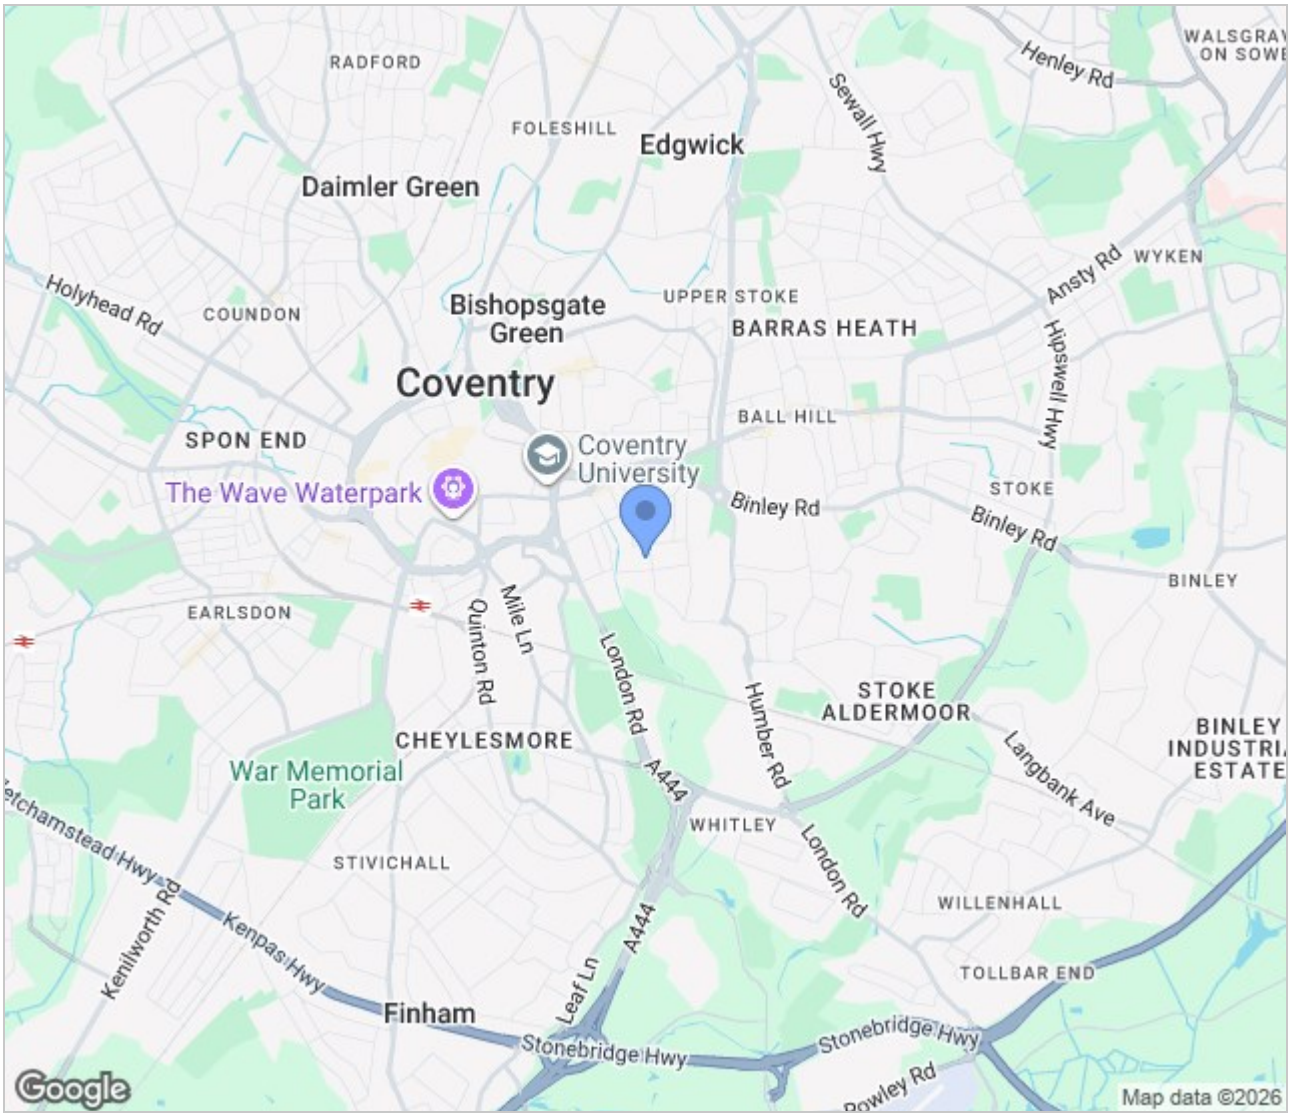 WALSGRAV
ON SOWE
Henley Rd
RADFORD
Sewall Hwy
FOLESHILL
Edgwick
Daimler Green
Ansty Rd
WYKEN
Holyhead Rd
COUNDON
Bishopsgate
Green
UPPER STOKE
BARRAS HEATH
Hipswell Hwy
Coventry
BALL HILL
SPON END
Coventry
University
The Wave Waterpark
Binley Rd
STOKE
Binley Rd
BINLEY
EARLSDON
Quinton Rd
Mile Ln
London Rd
Humber Rd
STOKE
ALDERMOOR
CHEYLESMORE
BINLEY
INDUSTRIA
ESTATE
Langbank Ave
War Memorial
Park
A444
WHITLEY
London Rd
etchamstead Hwy
STIVICHALL
WILLENHALL
Kenilworth Rd
Kenpas Hwy
A444
TOLLBAR END
Leaf Ln
Finham
Stonebridge Hwy
Stonebridge Hwy
Rowley Rd
Google
Map data ©2026